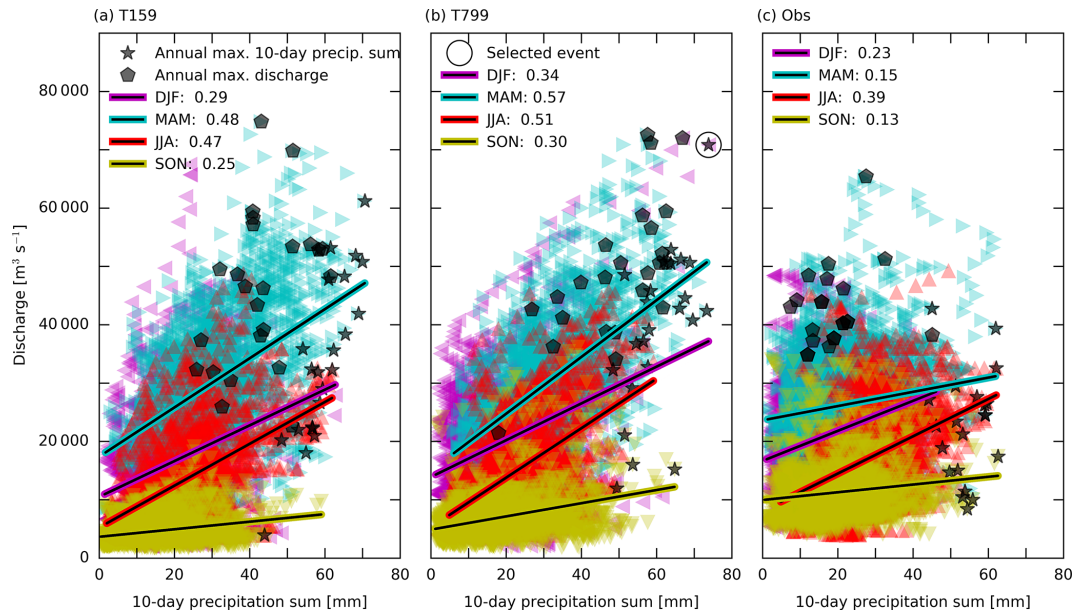 (a) T159
(b) T799
(c) Obs
Annual max. 10-day precip. sum
Annual max. discharge
DJF: 0.29
MAM: 0.48
JJA: 0.47
SON: 0.25
Selected event
DJF: 0.34
MAM: 0.57
JJA: 0.51
SON: 0.30
DJF: 0.23
MAM: 0.15
JJA: 0.39
SON: 0.13
Discharge [m³ s⁻¹]
80 000
60 000
40 000
20 000
0
0 20 40 60 80
0 20 40 60 80
0 20 40 60 80
10-day precipitation sum [mm]
10-day precipitation sum [mm]
10-day precipitation sum [mm]